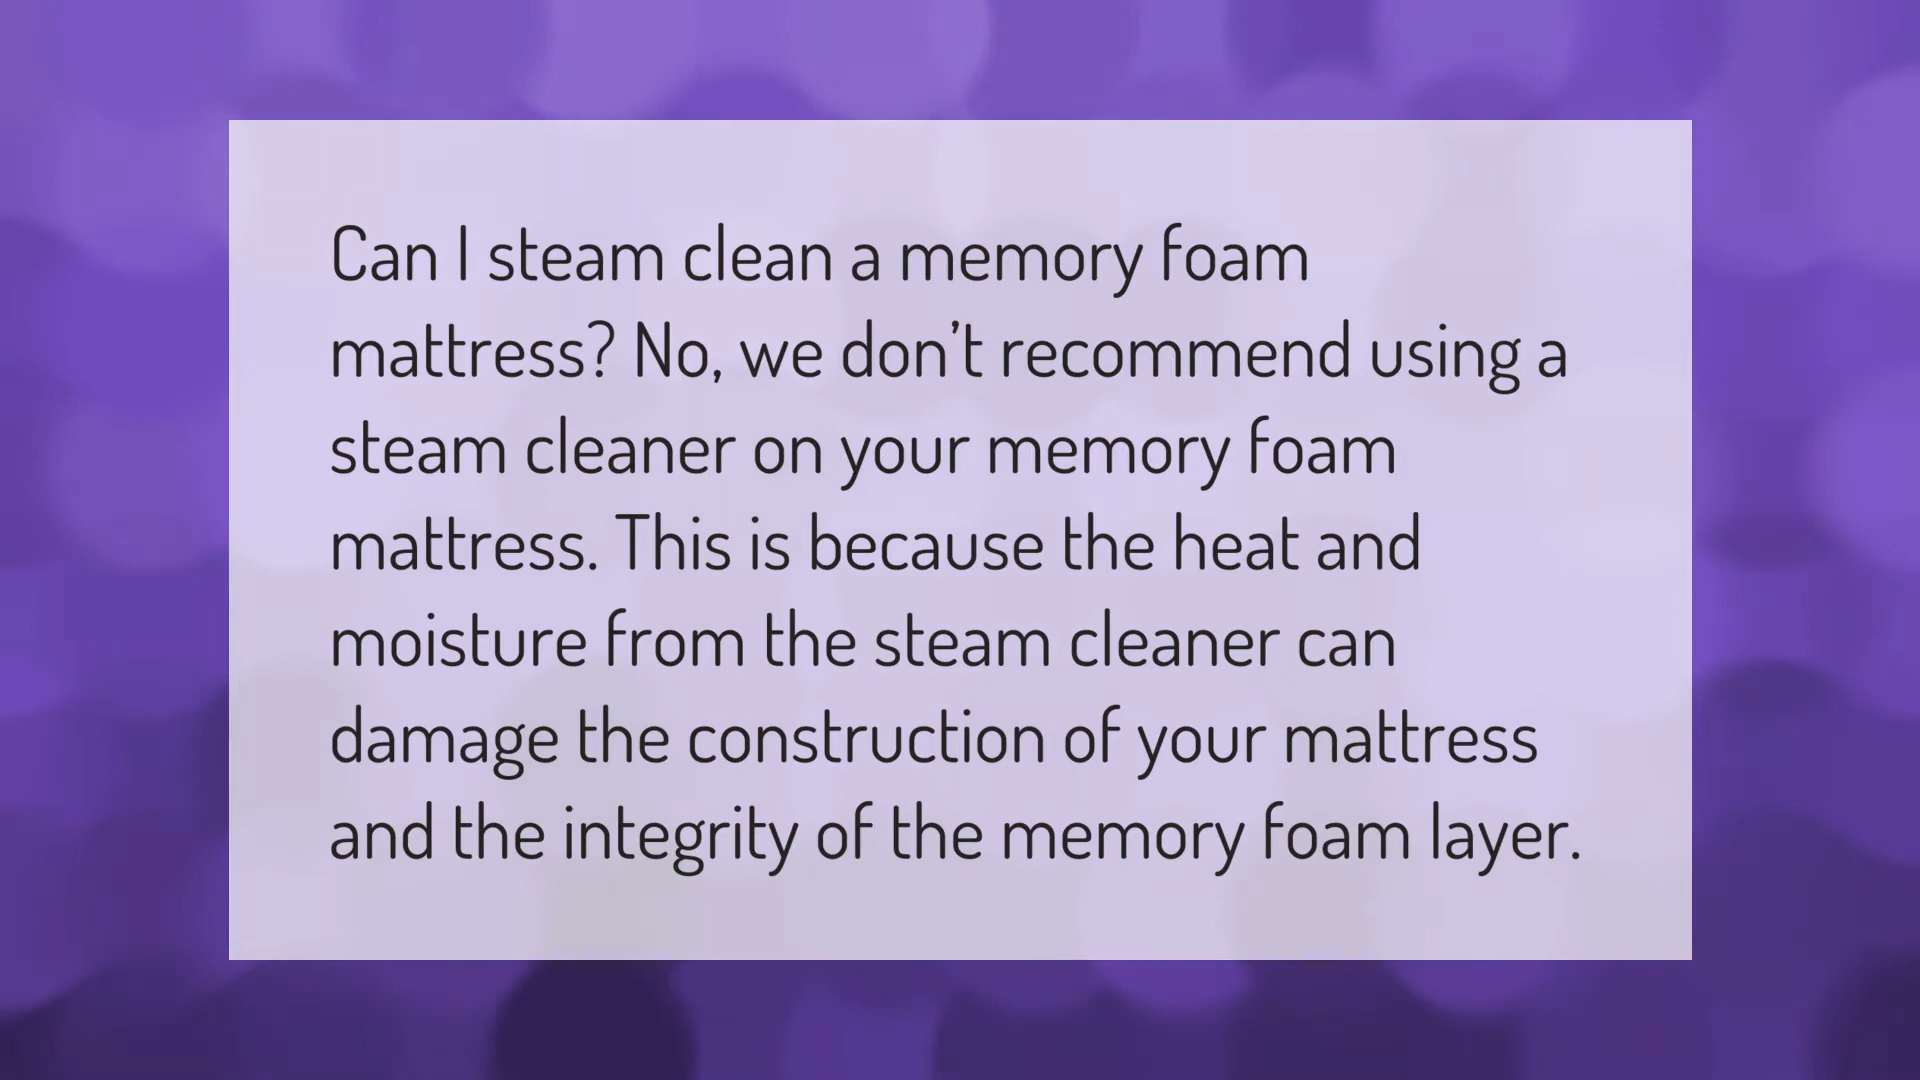 Can I steam clean a memory foam
mattress? No, we don’t recommend using a
steam cleaner on your memory foam
mattress. This is because the heat and
moisture from the steam cleaner can
damage the construction of your mattress
and the integrity of the memory foam layer.